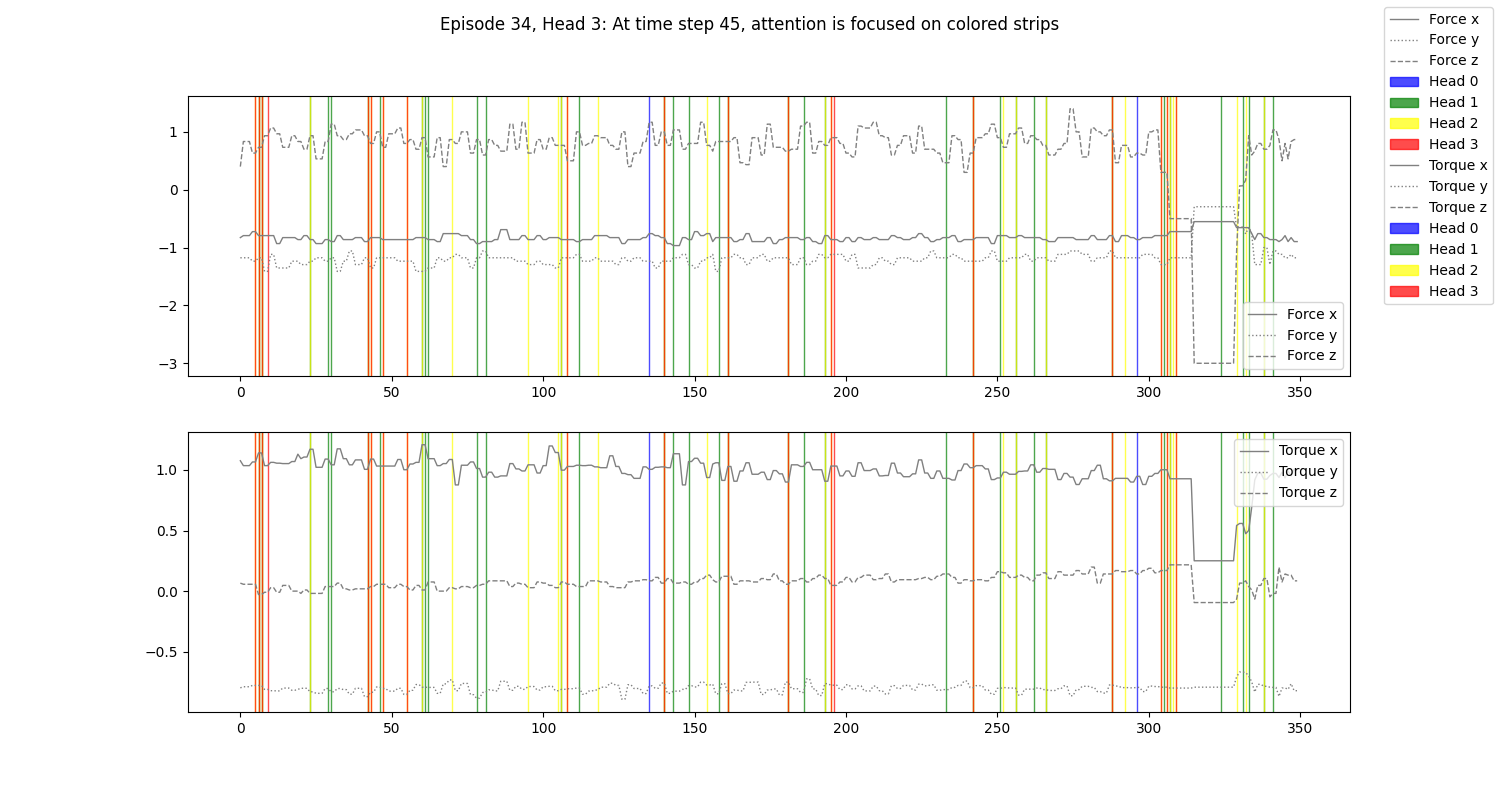 Episode 34, Head 3: At time step 45, attention is focused on colored strips
Force x
Force y
Force z
Head 0
Head 1
Head 2
Head 3
Torque x
Torque y
Torque z
Head 0
Head 1
Head 2
Head 3
1
0
−1
−2
−3
Force x
Force y
Force z
0 50 100 150 200 250 300 350
1.0
0.5
0.0
−0.5
Torque x
Torque y
Torque z
0 50 100 150 200 250 300 350